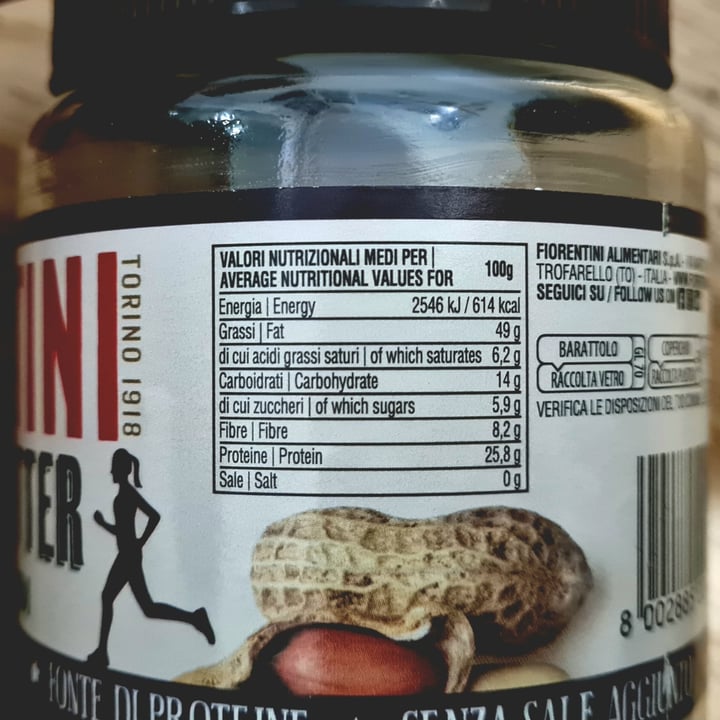 TORINO 1918
VALORI NUTRIZIONALI MEDI PER |
AVERAGE NUTRITIONAL VALUES FOR 100g
Energia | Energy 2546 kJ / 614 kcal
Grassi | Fat 49 g
di cui acidi grassi saturi | of which saturates 6,2 g
Carboidrati | Carbohydrate 14 g
di cui zuccheri | of which sugars 5,9 g
Fibre | Fibre 8,2 g
Proteine | Protein 25,8 g
Sale | Salt 0 g
FIORENTINI ALIMENTARI S.p.A.
TROFARELLO (TO) - ITALIA -
SEGUICI SU / FOLLOW US ON
BARATTOLO
GL 70
RACCOLTA VETRO
VERIFICA LE DISPOSIZIONI DEL TUO
FONTE DI PROTEINE
SENZA SALE